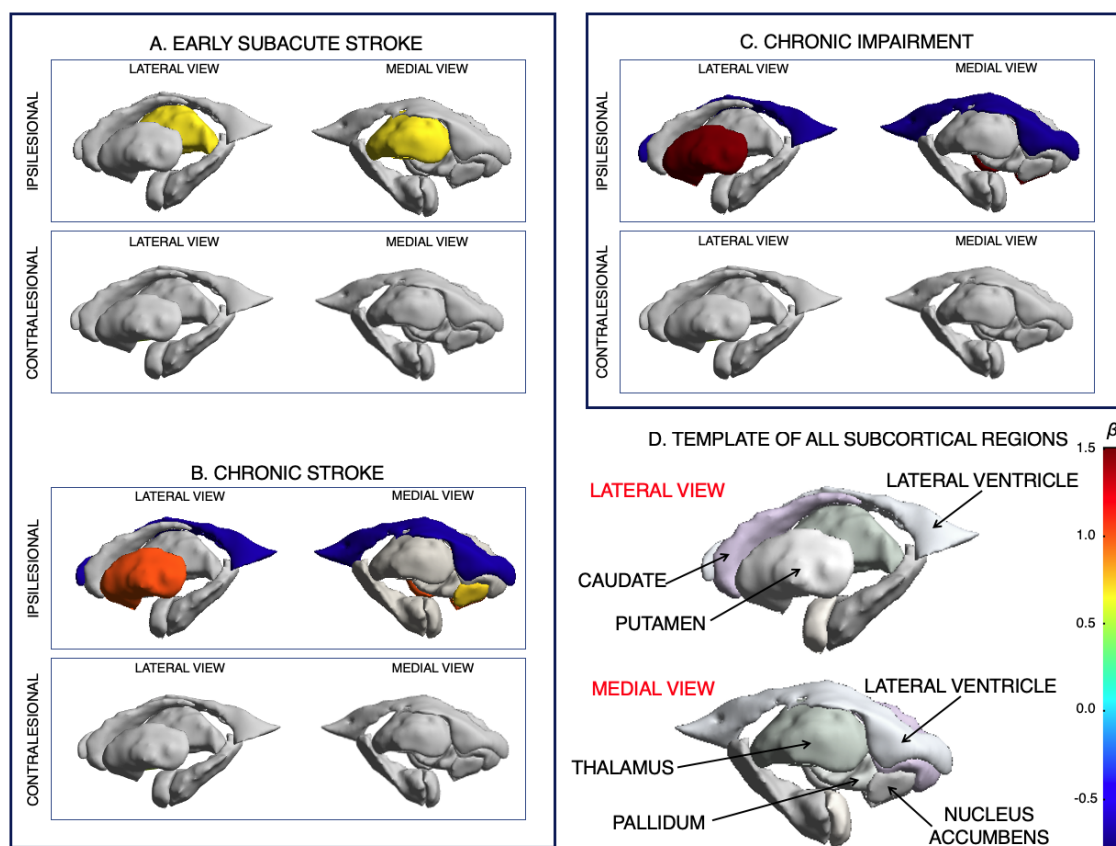 A. EARLY SUBACUTE STROKE
LATERAL VIEW
MEDIAL VIEW
IPSILESIONAL
LATERAL VIEW
MEDIAL VIEW
CONTRALESIONAL
B. CHRONIC STROKE
LATERAL VIEW
MEDIAL VIEW
IPSILESIONAL
LATERAL VIEW
MEDIAL VIEW
CONTRALESIONAL
C. CHRONIC IMPAIRMENT
LATERAL VIEW
MEDIAL VIEW
IPSILESIONAL
LATERAL VIEW
MEDIAL VIEW
CONTRALESIONAL
D. TEMPLATE OF ALL SUBCORTICAL REGIONS
LATERAL VIEW
LATERAL VENTRICLE
CAUDATE
PUTAMEN
MEDIAL VIEW
LATERAL VENTRICLE
THALAMUS
PALLIDUM
NUCLEUS
ACCUMBENS
β
1.5
1.0
0.5
0.0
-0.5